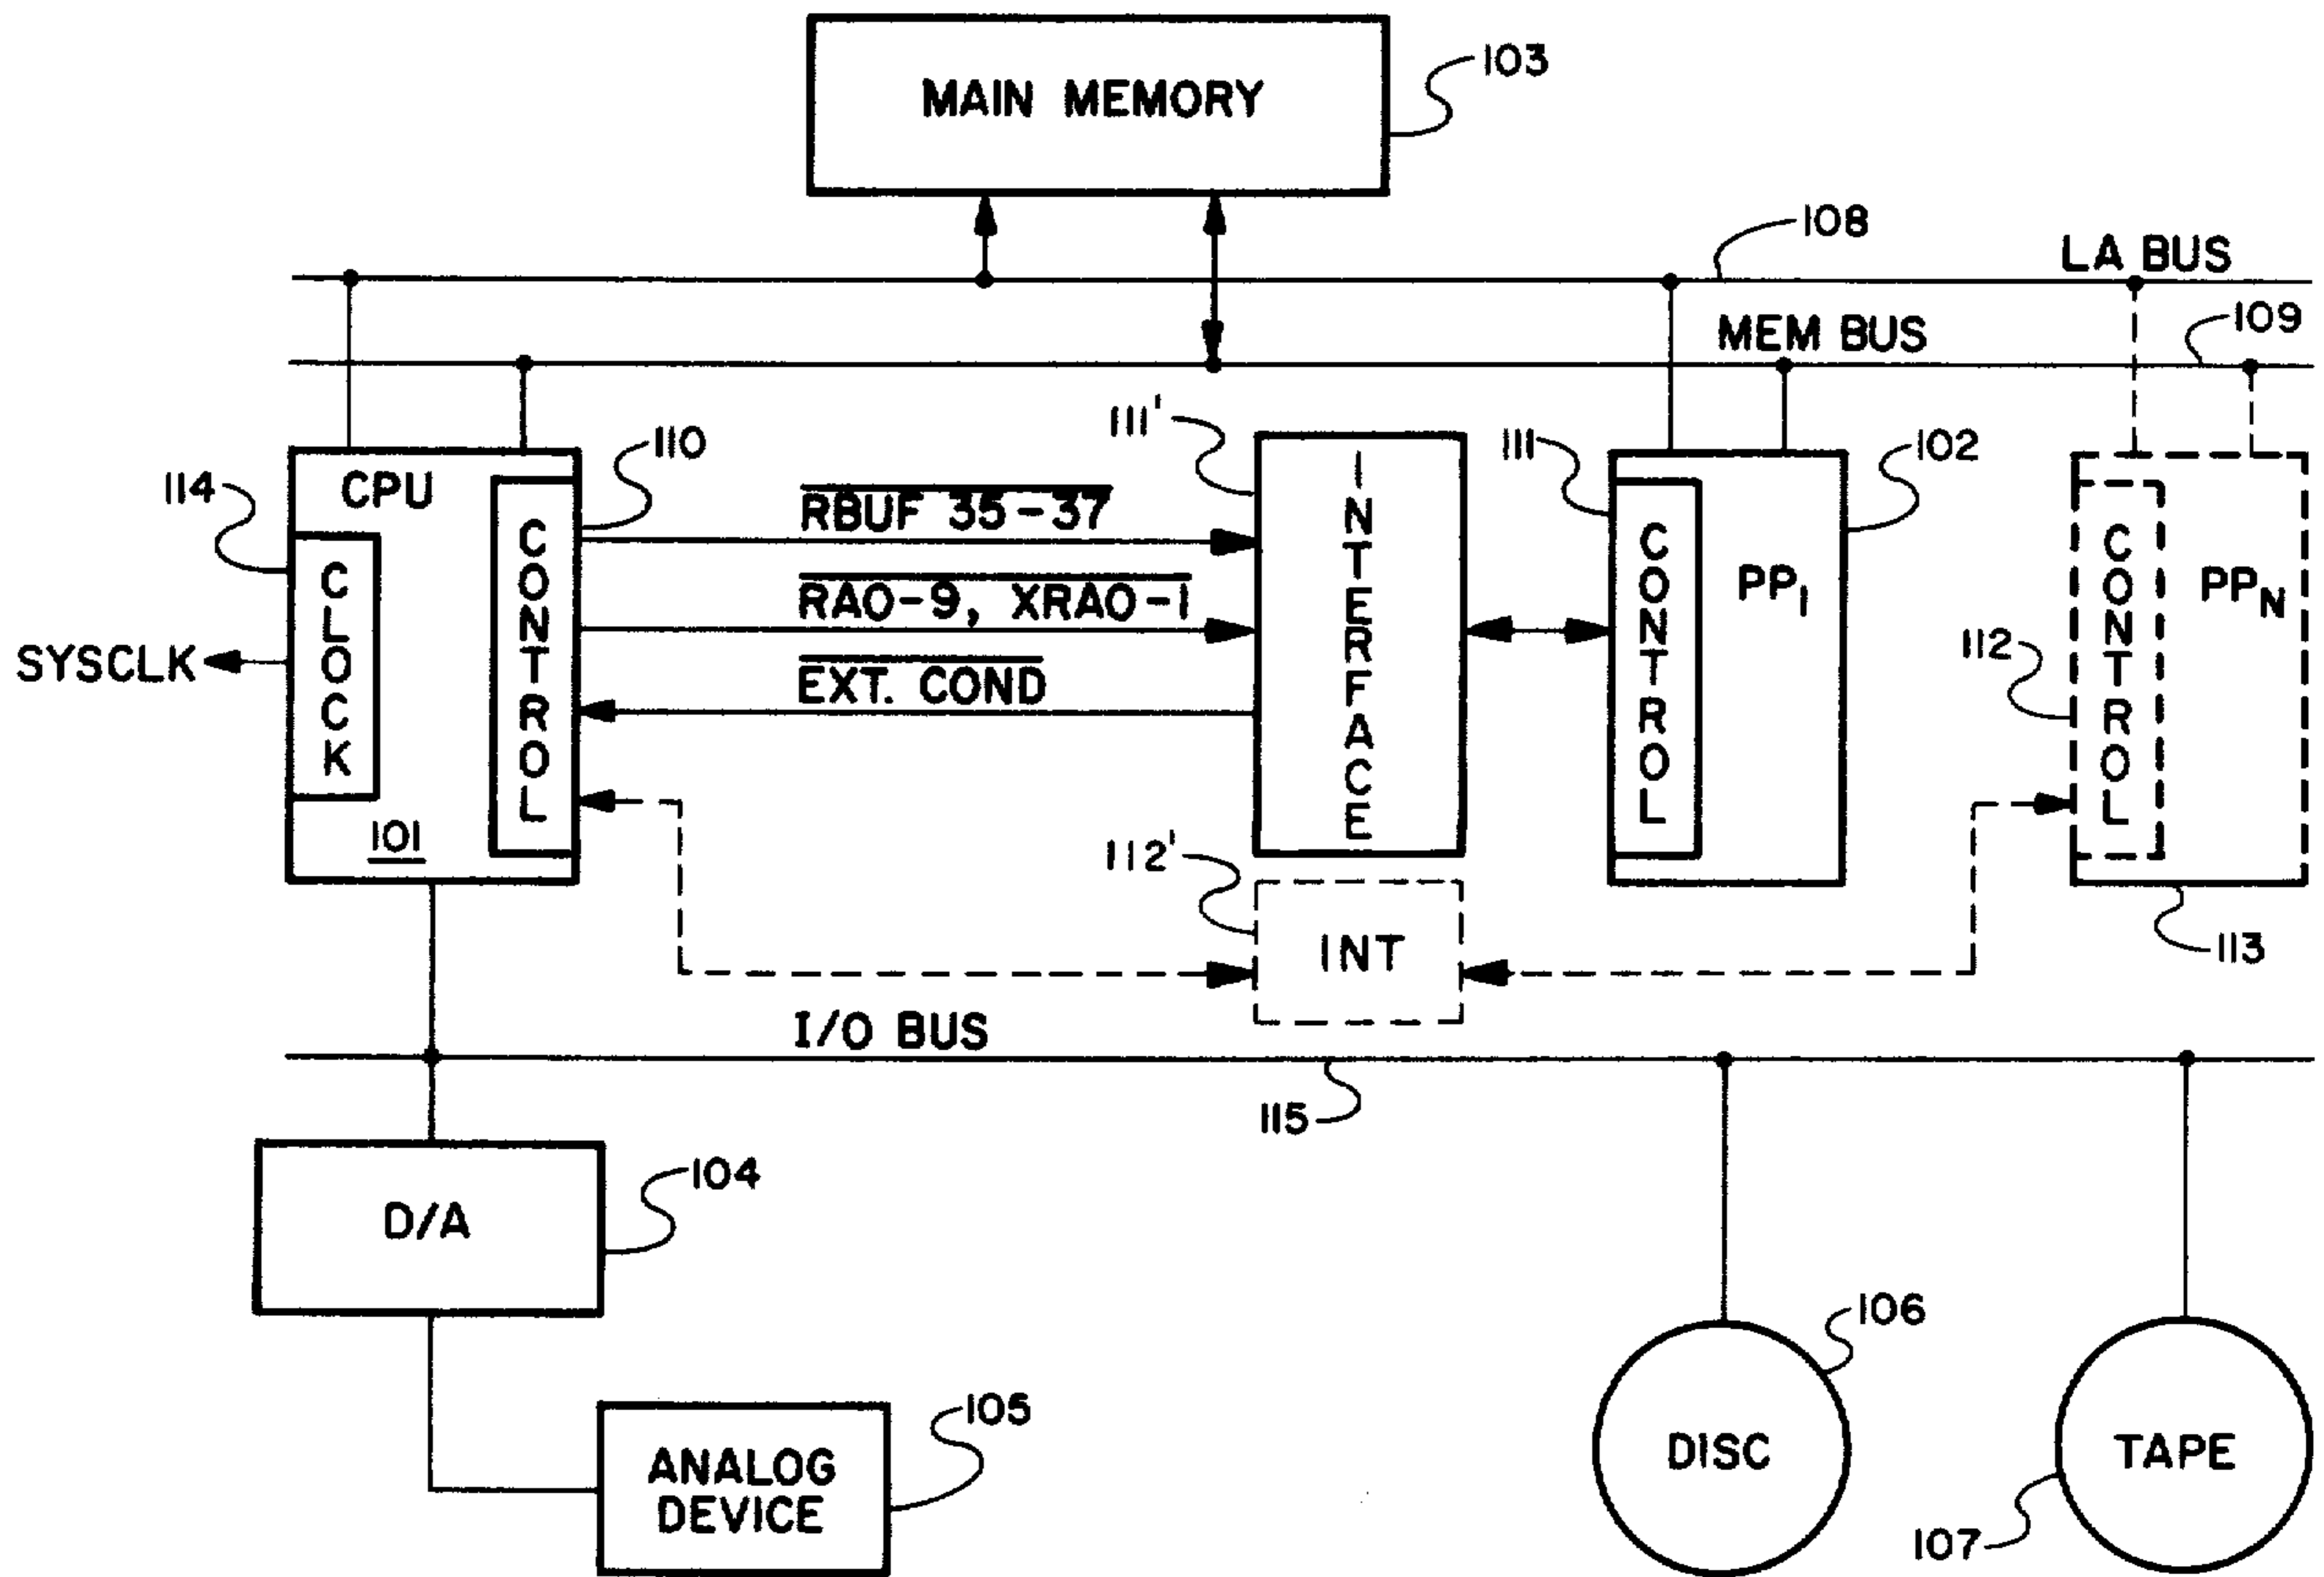 MAIN MEMORY
103
108
LA BUS
MEM BUS
109
111'
110
111
102
114
CPU
CLOCK
CONTROL
101
SYSCLK
RBUF 35-37
RAO-9, XRAO-1
EXT. COND
INTERFACE
CONTROL
PP1
CONTROL
PPN
112
112'
INT
113
I/O BUS
115
D/A
104
106
DISC
TAPE
107
105
ANALOG
DEVICE